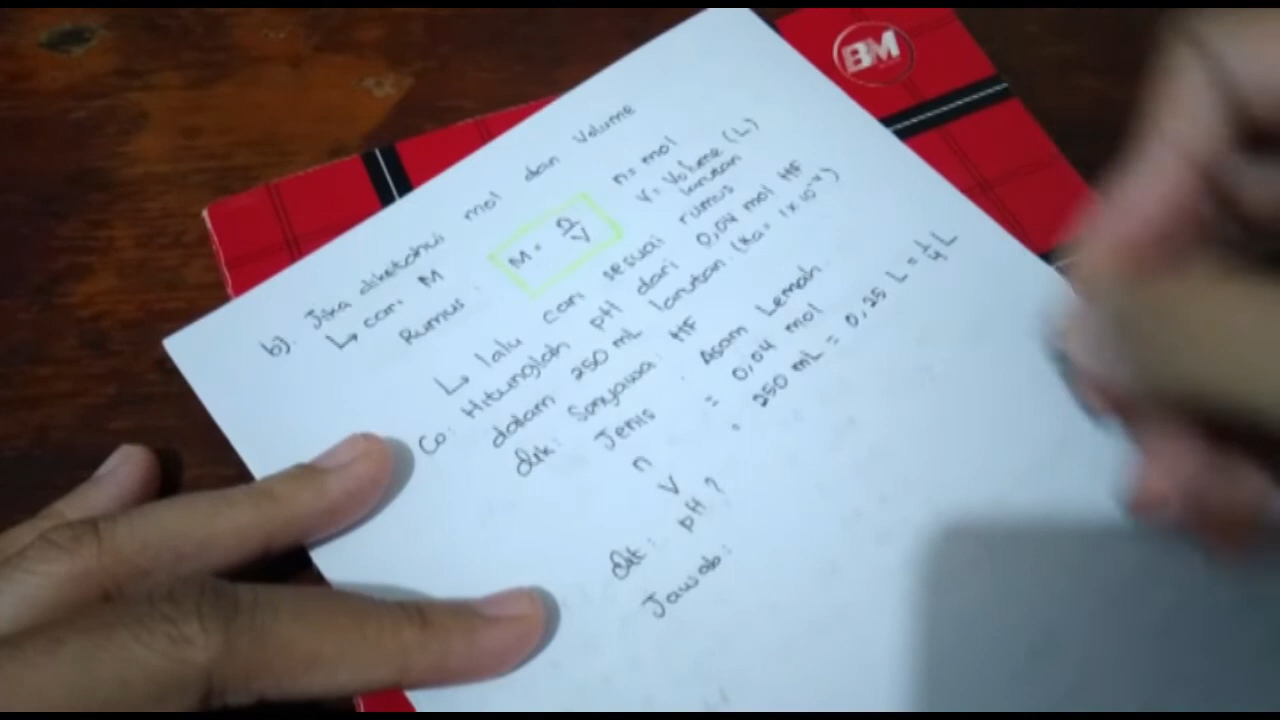 BM
b). Jika diketahui mol dan Volume
↳ cari M
Rumus : M = n/V
n = mol
V = Volume (L)
larutan
↳ lalu cari sesuai rumus
Co: Hitunglah pH dari 0,04 mol HF
dalam 250 mL larutan. (Ka =
dik: Senyawa : HF
Jenis : Asam Lemah
n = 0,04 mol
V = 250 mL = 0,25 L = 1/4 L
dit: pH ?
Jawab :